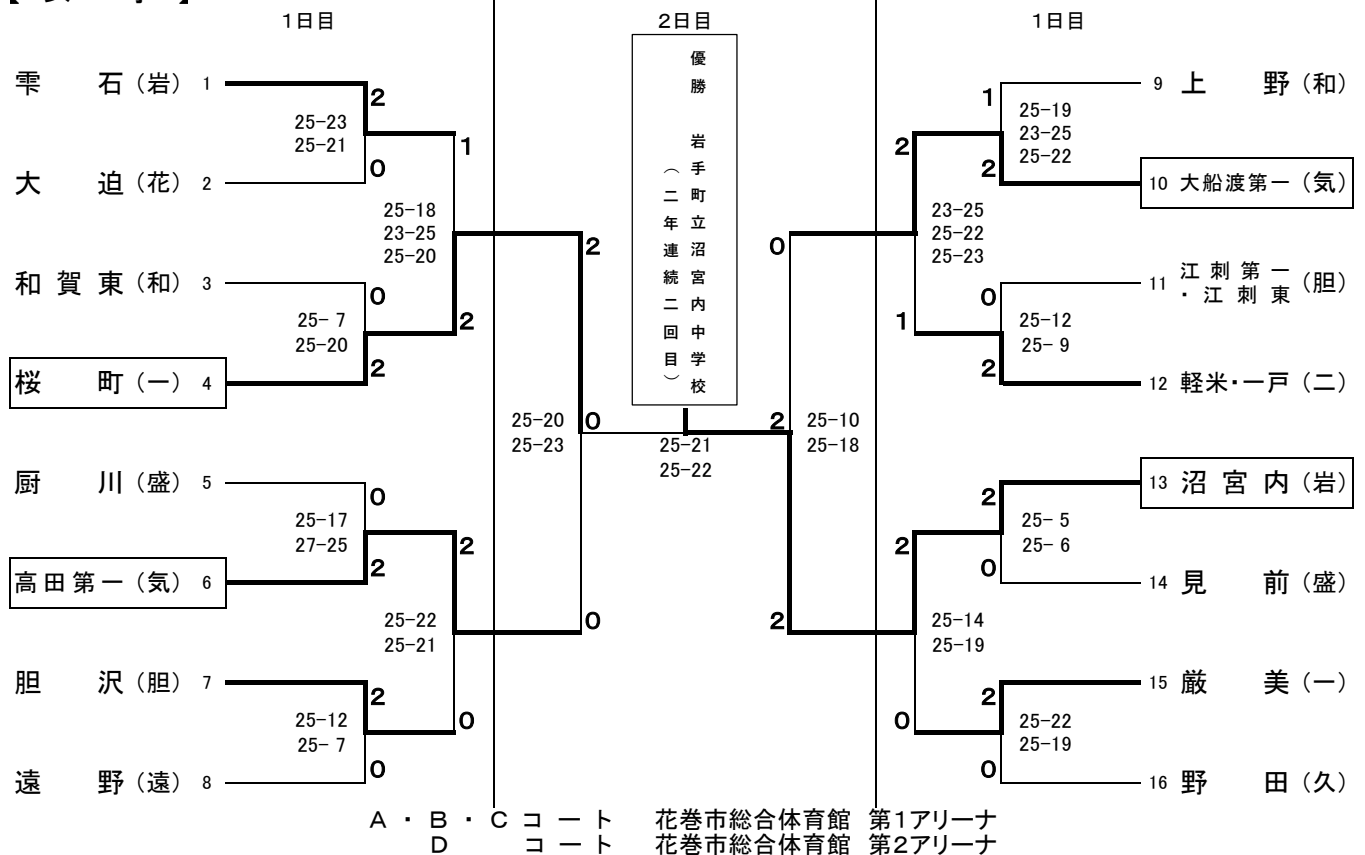 1日目
2日目
1日目
雫 石（岩） 1
2
25-23
25-21
大 迫（花） 2
0
1
25-18
23-25
25-20
和賀東（和） 3
0
25- 7
25-20
桜 町（一） 4
2
2
2
25-20
25-23
0
厨 川（盛） 5
0
25-17
27-25
高田第一（気） 6
2
2
25-22
25-21
0
胆 沢（胆） 7
2
25-12
25- 7
遠 野（遠） 8
0
0
優勝 岩手町立沼宮内中学校
（二年連続二回目）
25-21
25-22
9 上 野（和）
1
25-19
23-25
25-22
10 大船渡第一（気）
2
2
23-25
25-22
25-23
0
11 江刺第一・江刺東（胆）
0
25-12
25- 9
12 軽米・一戸（二）
2
1
2
25-10
25-18
13 沼宮内（岩）
2
25- 5
25- 6
14 見 前（盛）
0
2
25-14
25-19
2
15 厳 美（一）
2
25-22
25-19
16 野 田（久）
0
0
A・B・Cコート 花巻市総合体育館 第1アリーナ
D コート 花巻市総合体育館 第2アリーナ